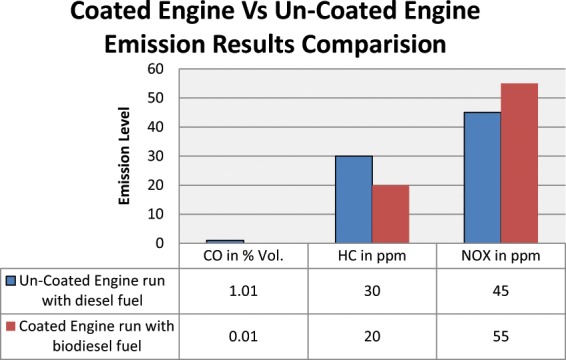 Coated Engine Vs Un-Coated Engine
Emission Results Comparision
Emission Level
60
50
40
30
20
10
0
CO in % Vol. HC in ppm NOX in ppm
Un-Coated Engine run
with diesel fuel
1.01 30 45
Coated Engine run with
biodiesel fuel
0.01 20 55